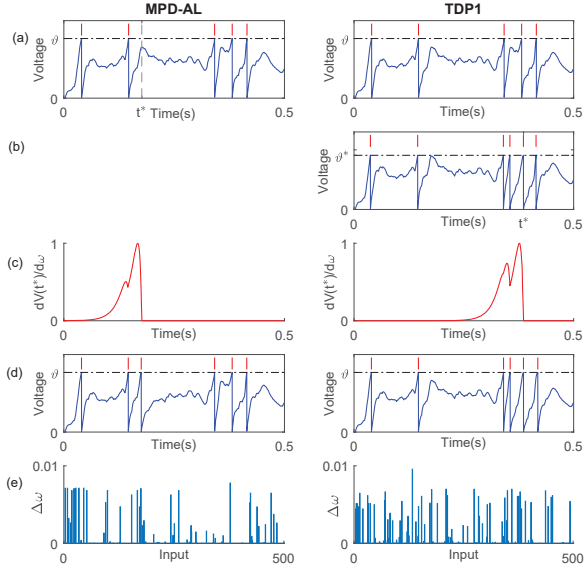 MPD-AL TDP1
(a) Voltage ϑ 0 t* Time(s) 0.5 Voltage ϑ 0 Time(s) 0.5
(b) Voltage ϑ* 0 Time(s) t* 0.5
(c) dV(t*)/dω 1 0 0 Time(s) 0.5 dV(t*)/dω 1 0 0 Time(s) 0.5
(d) Voltage ϑ 0 Time(s) 0.5 Voltage ϑ 0 Time(s) 0.5
(e) Δω 0.01 0 0 Input 500 Δω 0.01 0 0 Input 500